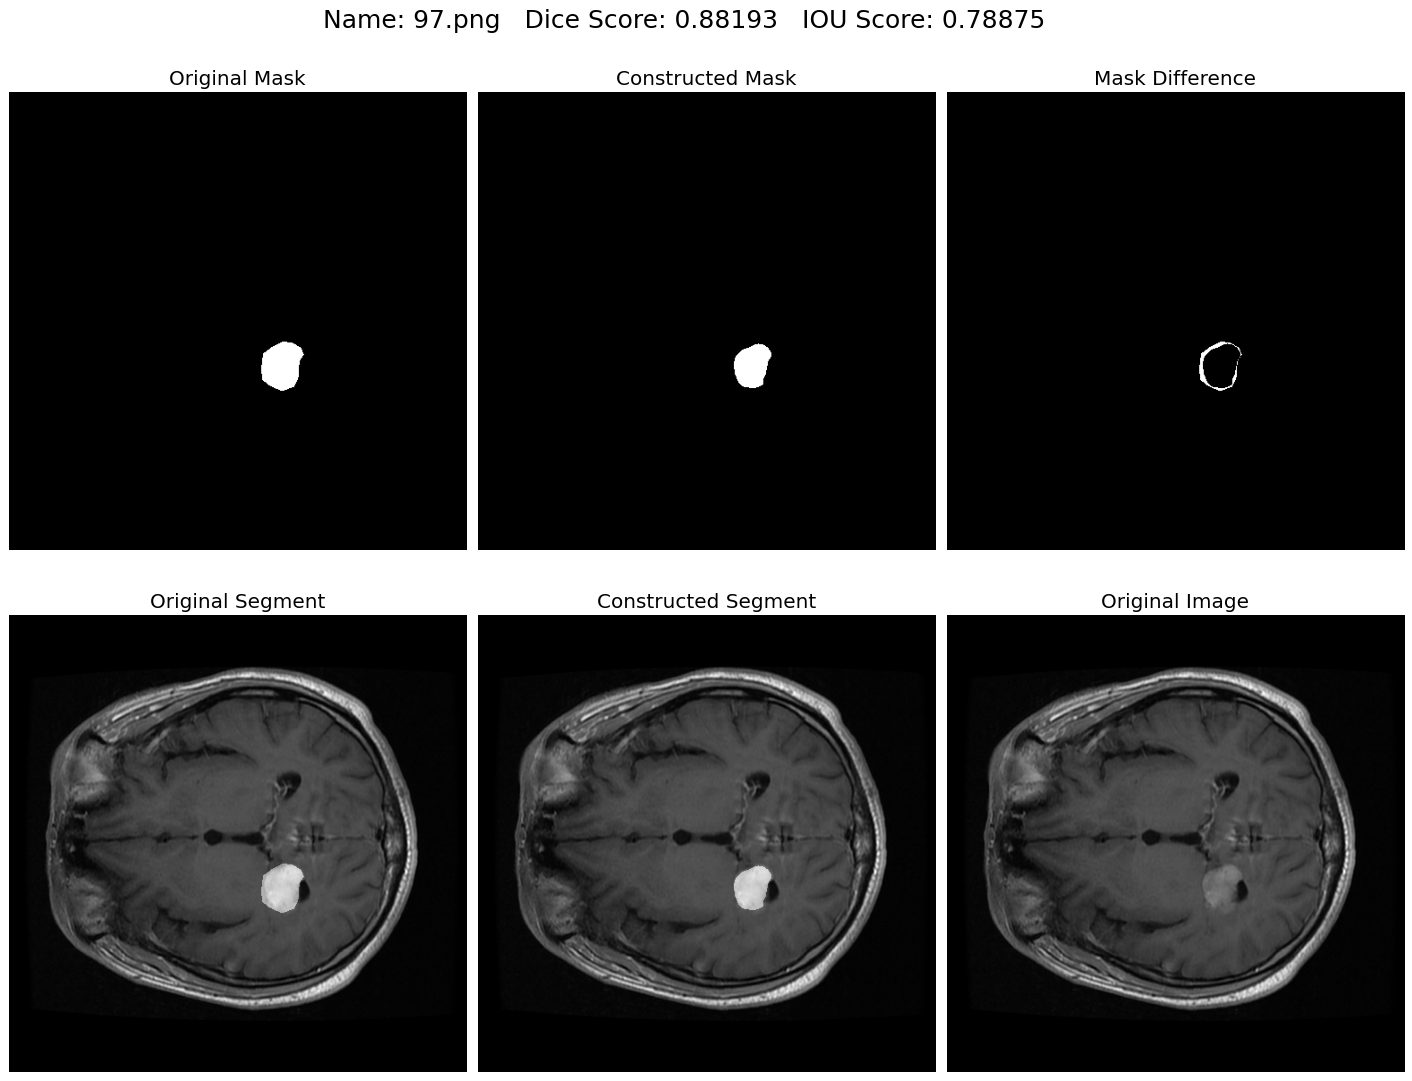 Name: 97.png   Dice Score: 0.88193   IOU Score: 0.78875
Original Mask
Constructed Mask
Mask Difference
Original Segment
Constructed Segment
Original Image